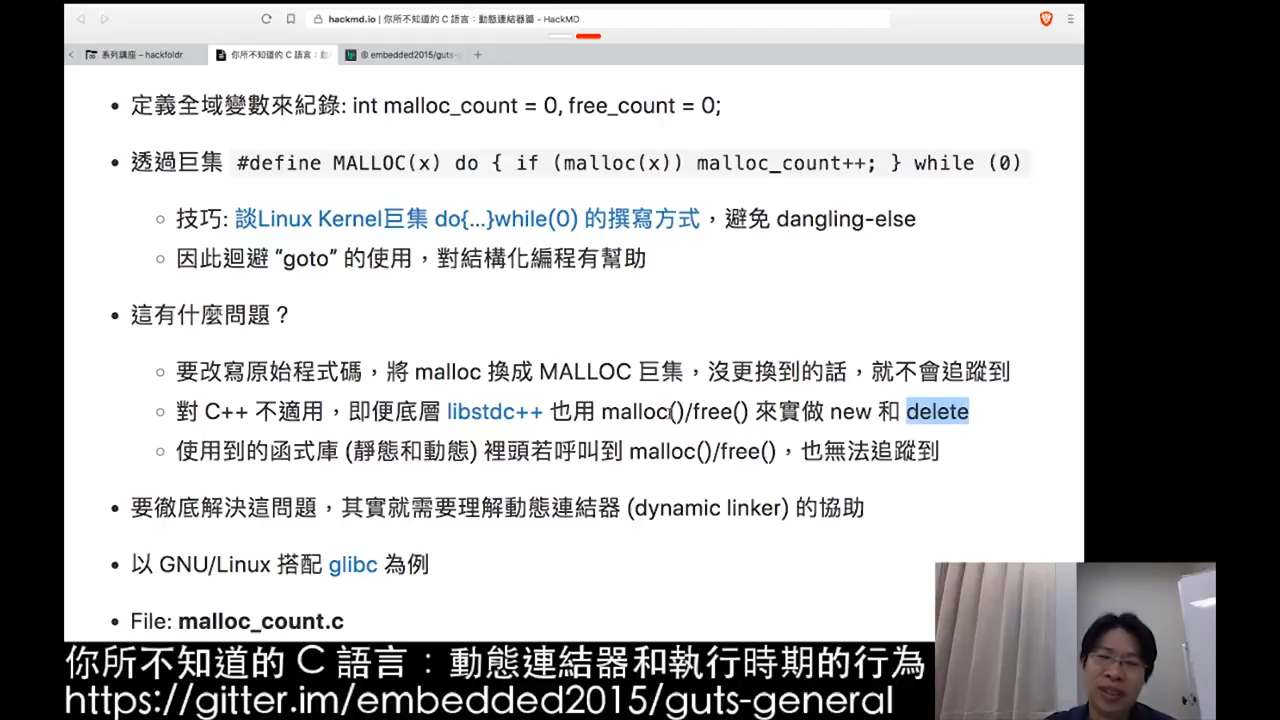 hackmd.io | 你所不知道的 C 語言：動態連結器篇 - HackMD
系列講座 – hackfoldr
你所不知道的 C 語言：動
embedded2015/guts-
定義全域變數來紀錄: int malloc_count = 0, free_count = 0;
透過巨集 #define MALLOC(x) do { if (malloc(x)) malloc_count++; } while (0)
技巧: 談Linux Kernel巨集 do{...}while(0) 的撰寫方式，避免 dangling-else
因此迴避 “goto” 的使用，對結構化編程有幫助
這有什麼問題？
要改寫原始程式碼，將 malloc 換成 MALLOC 巨集，沒更換到的話，就不會追蹤到
對 C++ 不適用，即便底層 libstdc++ 也用 malloc()/free() 來實做 new 和 delete
使用到的函式庫 (靜態和動態) 裡頭若呼叫到 malloc()/free()，也無法追蹤到
要徹底解決這問題，其實就需要理解動態連結器 (dynamic linker) 的協助
以 GNU/Linux 搭配 glibc 為例
File: malloc_count.c
你所不知道的 C 語言：動態連結器和執行時期的行為
https://gitter.im/embedded2015/guts-general